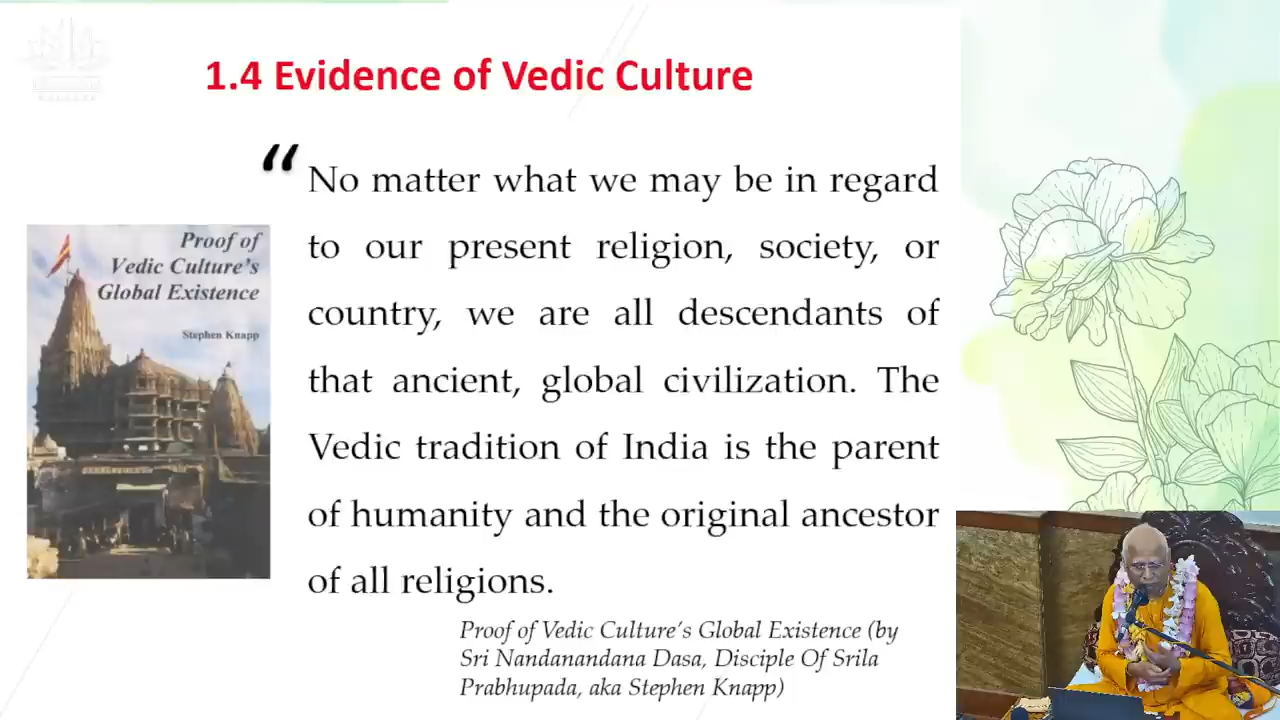 1.4 Evidence of Vedic Culture
“
No matter what we may be in regard
to our present religion, society, or
country, we are all descendants of
that ancient, global civilization. The
Vedic tradition of India is the parent
of humanity and the original ancestor
of all religions.
Proof of Vedic Culture’s Global Existence (by
Sri Nandanandana Dasa, Disciple Of Srila
Prabhupada, aka Stephen Knapp)
Proof of
Vedic Culture's
Global Existence
Stephen Knapp